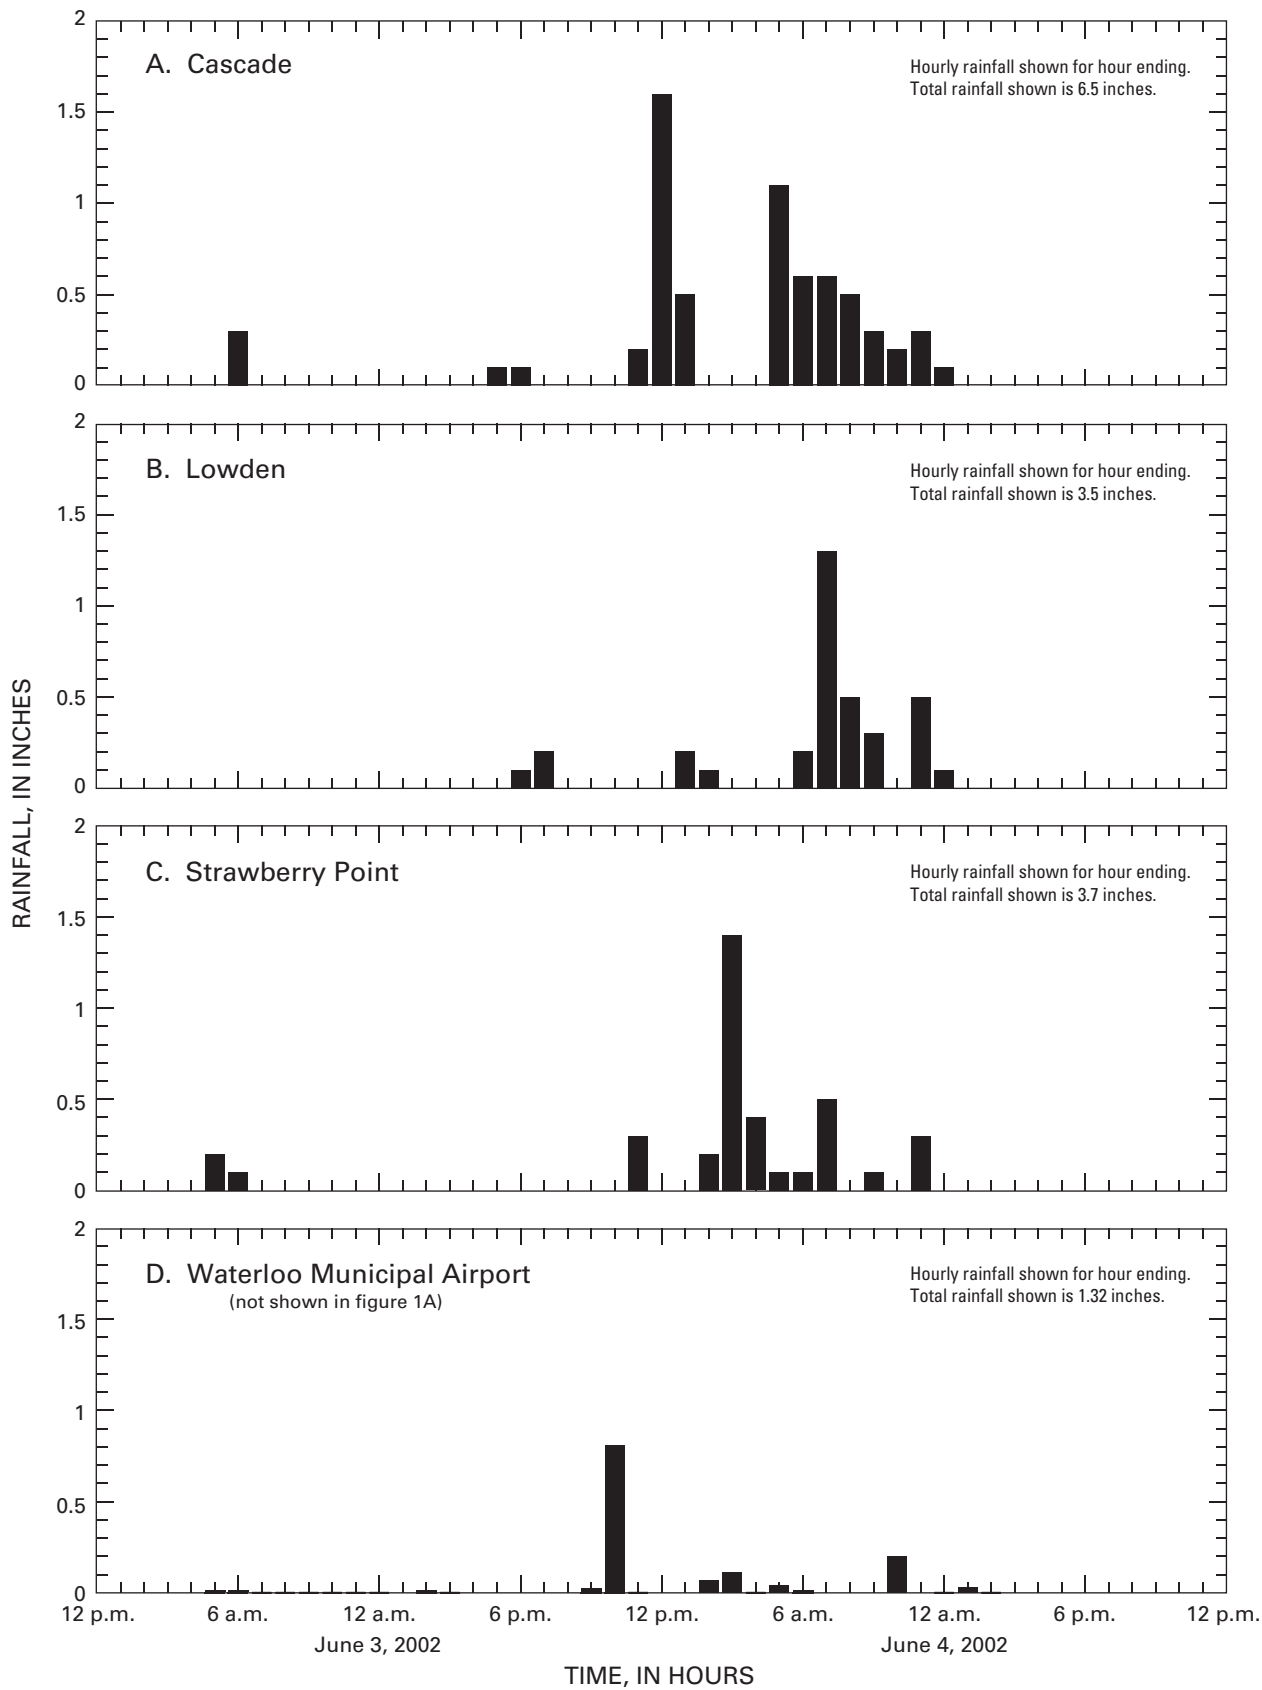 2
A. Cascade
Hourly rainfall shown for hour ending.
Total rainfall shown is 6.5 inches.
1.5
1
0.5
0
2
B. Lowden
Hourly rainfall shown for hour ending.
Total rainfall shown is 3.5 inches.
1.5
1
0.5
0
RAINFALL, IN INCHES
2
C. Strawberry Point
Hourly rainfall shown for hour ending.
Total rainfall shown is 3.7 inches.
1.5
1
0.5
0
2
D. Waterloo Municipal Airport
(not shown in figure 1A)
Hourly rainfall shown for hour ending.
Total rainfall shown is 1.32 inches.
1.5
1
0.5
0
12 p.m. 6 a.m. 12 a.m. 6 p.m. 12 p.m. 6 a.m. 12 a.m. 6 p.m. 12 p.m.
June 3, 2002 June 4, 2002
TIME, IN HOURS